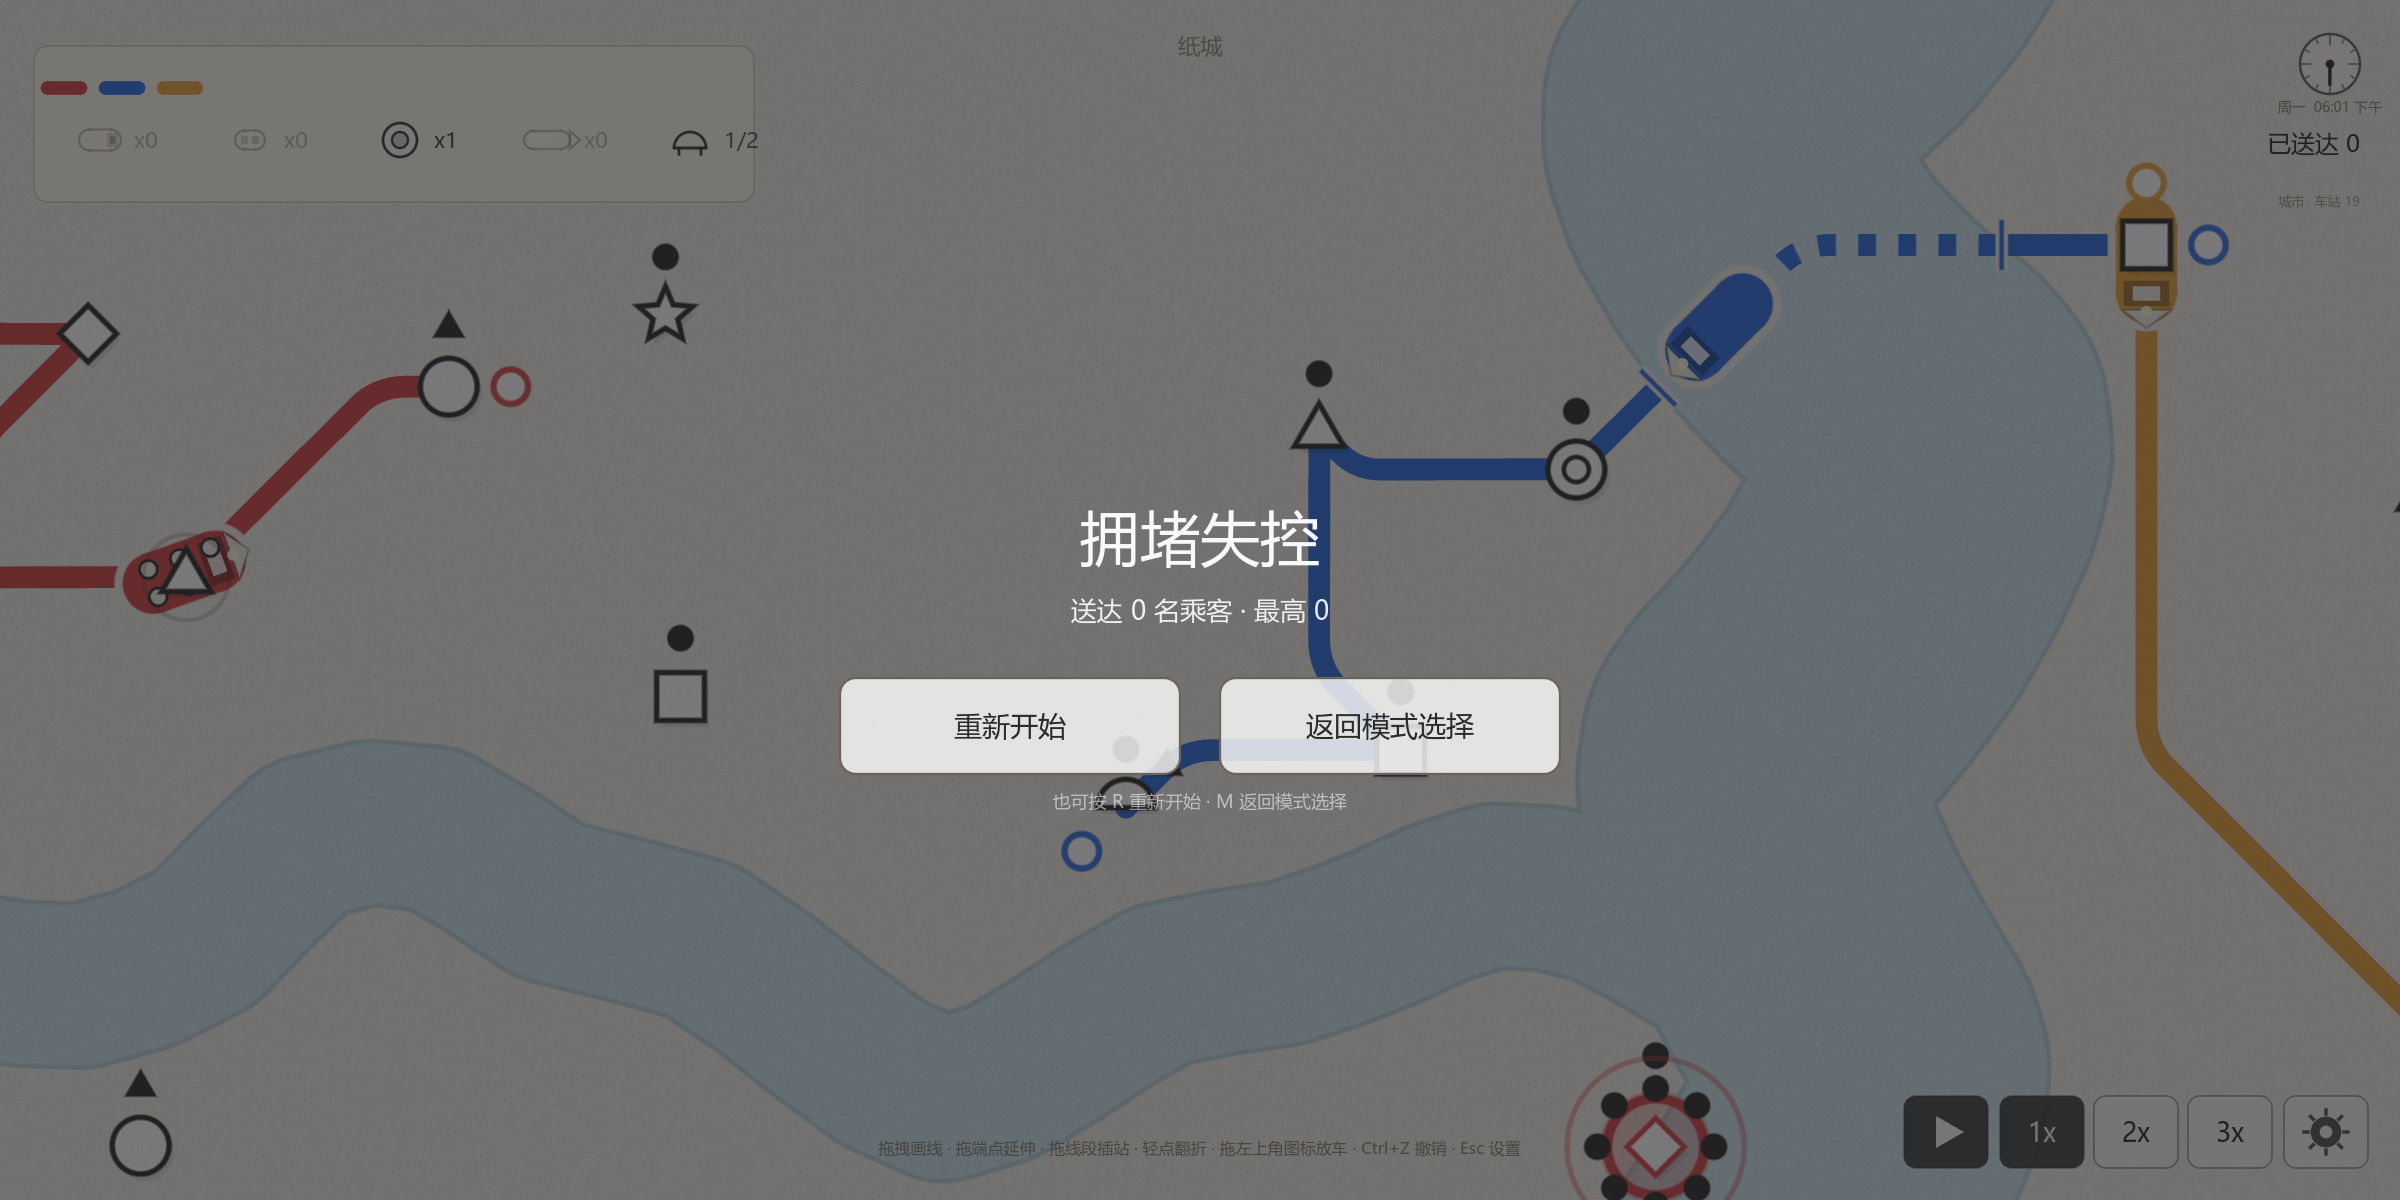 纸城
x0
x0
x1
x0
1/2
周一 06:01 下午
已送达 0
城市 · 车站 19
拥堵失控
送达 0 名乘客 · 最高 0
重新开始
返回模式选择
也可按 R 重新开始 · M 返回模式选择
拖拽画线 · 拖端点延伸 · 拖线段插站 · 轻点翻折 · 拖左上角图标放车 · Ctrl+Z 撤销 · Esc 设置
1x
2x
3x